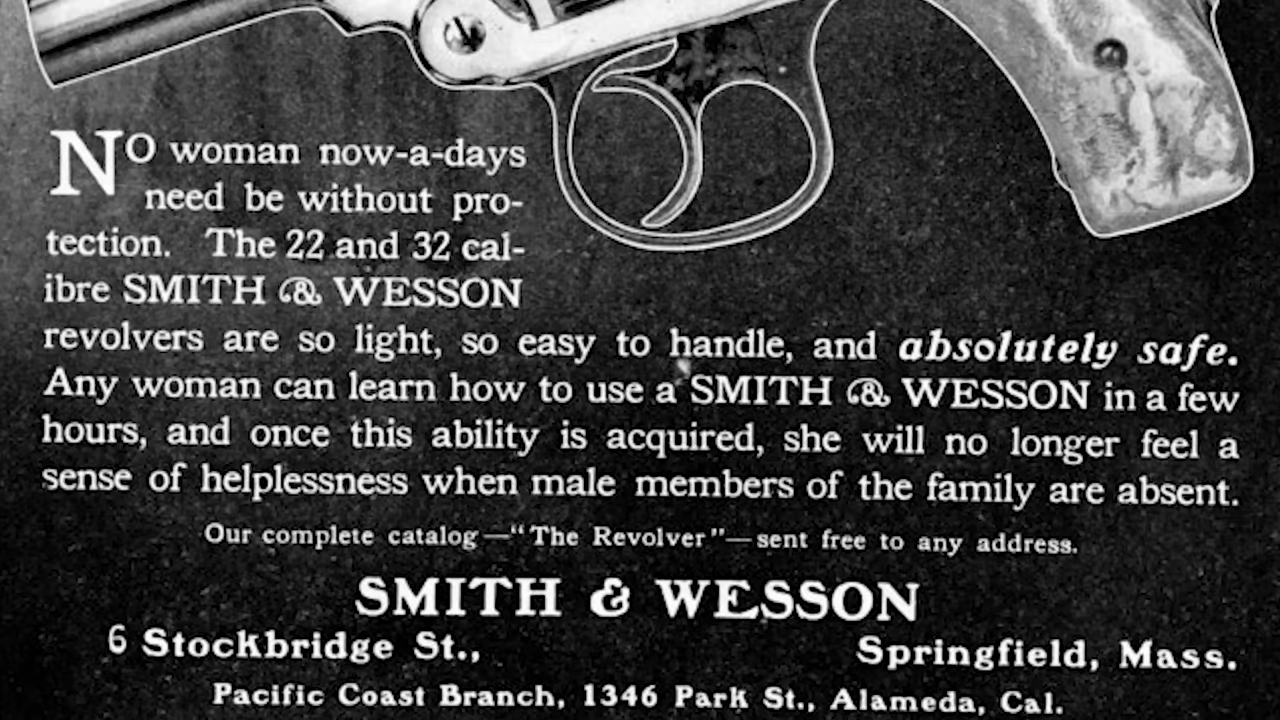 NO woman now-a-days
need be without pro-
tection. The 22 and 32 cal-
ibre SMITH & WESSON
revolvers are so light, so easy to handle, and absolutely safe.
Any woman can learn how to use a SMITH & WESSON in a few
hours, and once this ability is acquired, she will no longer feel a
sense of helplessness when male members of the family are absent.
Our complete catalog—"The Revolver"—sent free to any address.
SMITH & WESSON
6 Stockbridge St., Springfield, Mass.
Pacific Coast Branch, 1346 Park St., Alameda, Cal.